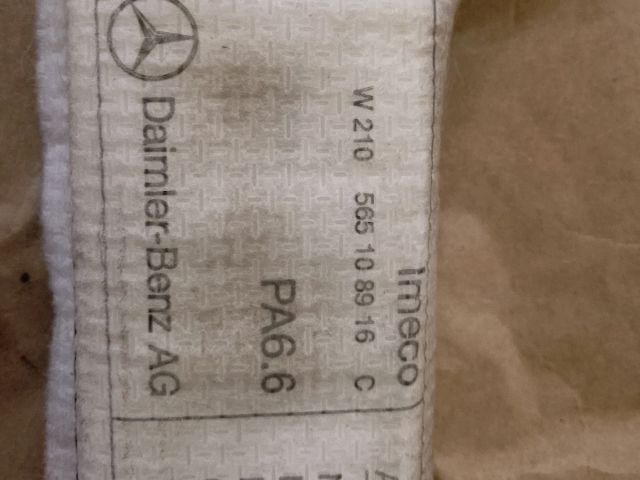 Imeco
W 210 565 10 89 16 C
PA6.6
Daimler-Benz AG